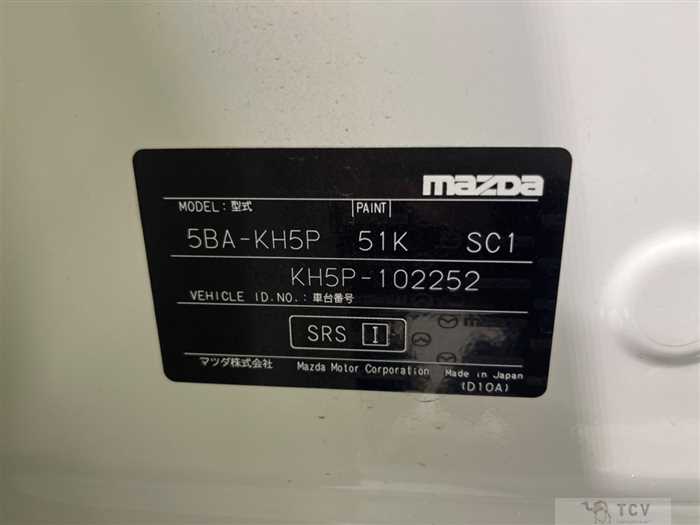 mazda
MODEL: 型式 PAINT
5BA-KH5P 51K SC1
KH5P-102252
VEHICLE ID.NO.: 車台番号
SRS I
マツダ株式会社 Mazda Motor Corporation Made in Japan
(D10A)
TCV